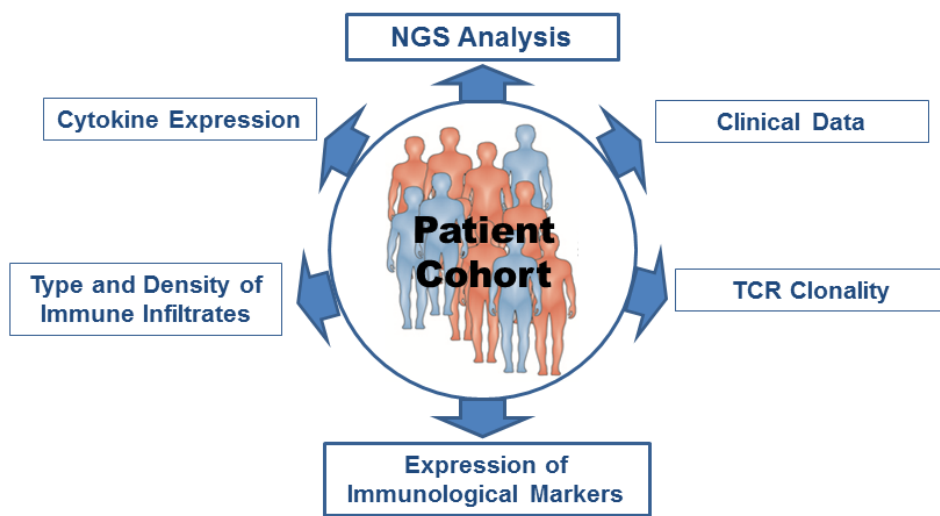 NGS Analysis
Cytokine Expression
Clinical Data
Patient
Cohort
Type and Density of
Immune Infiltrates
TCR Clonality
Expression of
Immunological Markers